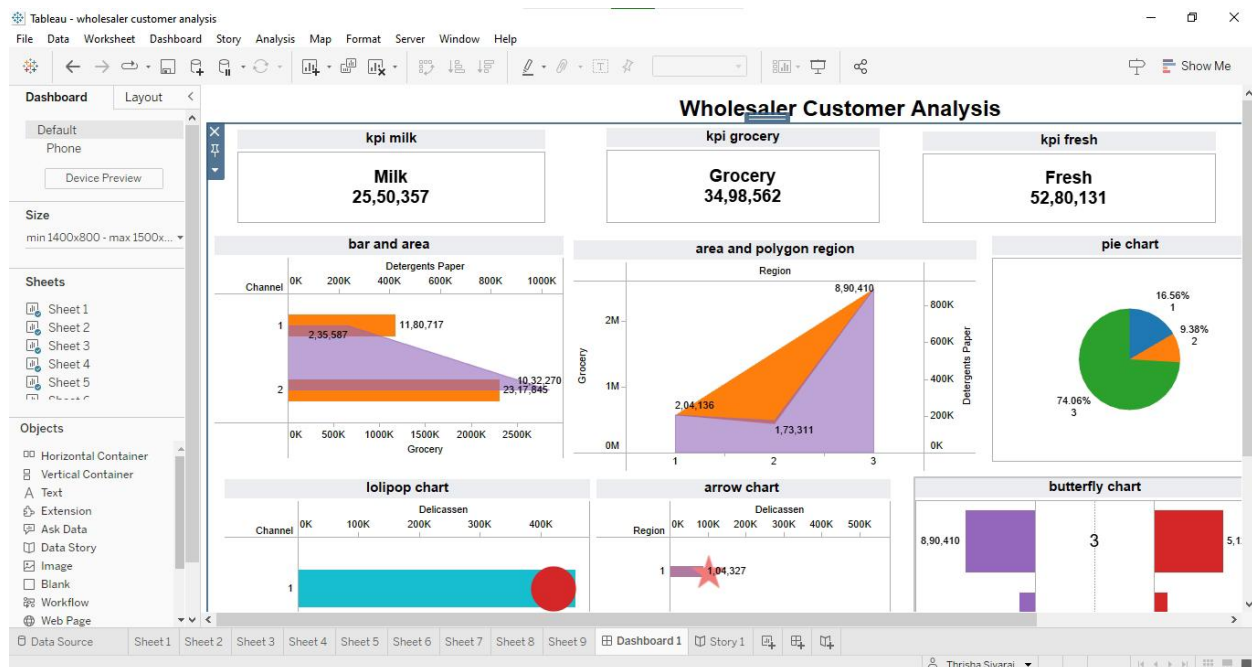 Tableau - wholesaler customer analysis
File Data Worksheet Dashboard Story Analysis Map Format Server Window Help
Show Me
Dashboard Layout
Default
Phone
Device Preview
Size
min 1400x800 - max 1500x...
Sheets
Sheet 1
Sheet 2
Sheet 3
Sheet 4
Sheet 5
Objects
Horizontal Container
Vertical Container
Text
Extension
Ask Data
Data Story
Image
Blank
Workflow
Web Page
Wholesaler Customer Analysis
kpi milk
Milk
25,50,357
kpi grocery
Grocery
34,98,562
kpi fresh
Fresh
52,80,131
bar and area
Detergents Paper
Channel 0K 200K 400K 600K 800K 1000K
1 11,80,717
2,35,587
10,32,270
2 23,17,845
0K 500K 1000K 1500K 2000K 2500K
Grocery
area and polygon region
Region
8,90,410
2M 1M 0M
Grocery
2,04,136
1,73,311
800K
600K
400K
200K
0K
Detergents Paper
1 2 3
pie chart
16.56%
1
9.38%
2
74.06%
3
lolipop chart
Delicassen
Channel 0K 100K 200K 300K 400K
1
arrow chart
Delicassen
Region 0K 100K 200K 300K 400K 500K
1 1,04,327
butterfly chart
8,90,410 3
Data Source Sheet 1 Sheet 2 Sheet 3 Sheet 4 Sheet 5 Sheet 6 Sheet 7 Sheet 8 Sheet 9 Dashboard 1 Story 1
Thrisha Sivaraj